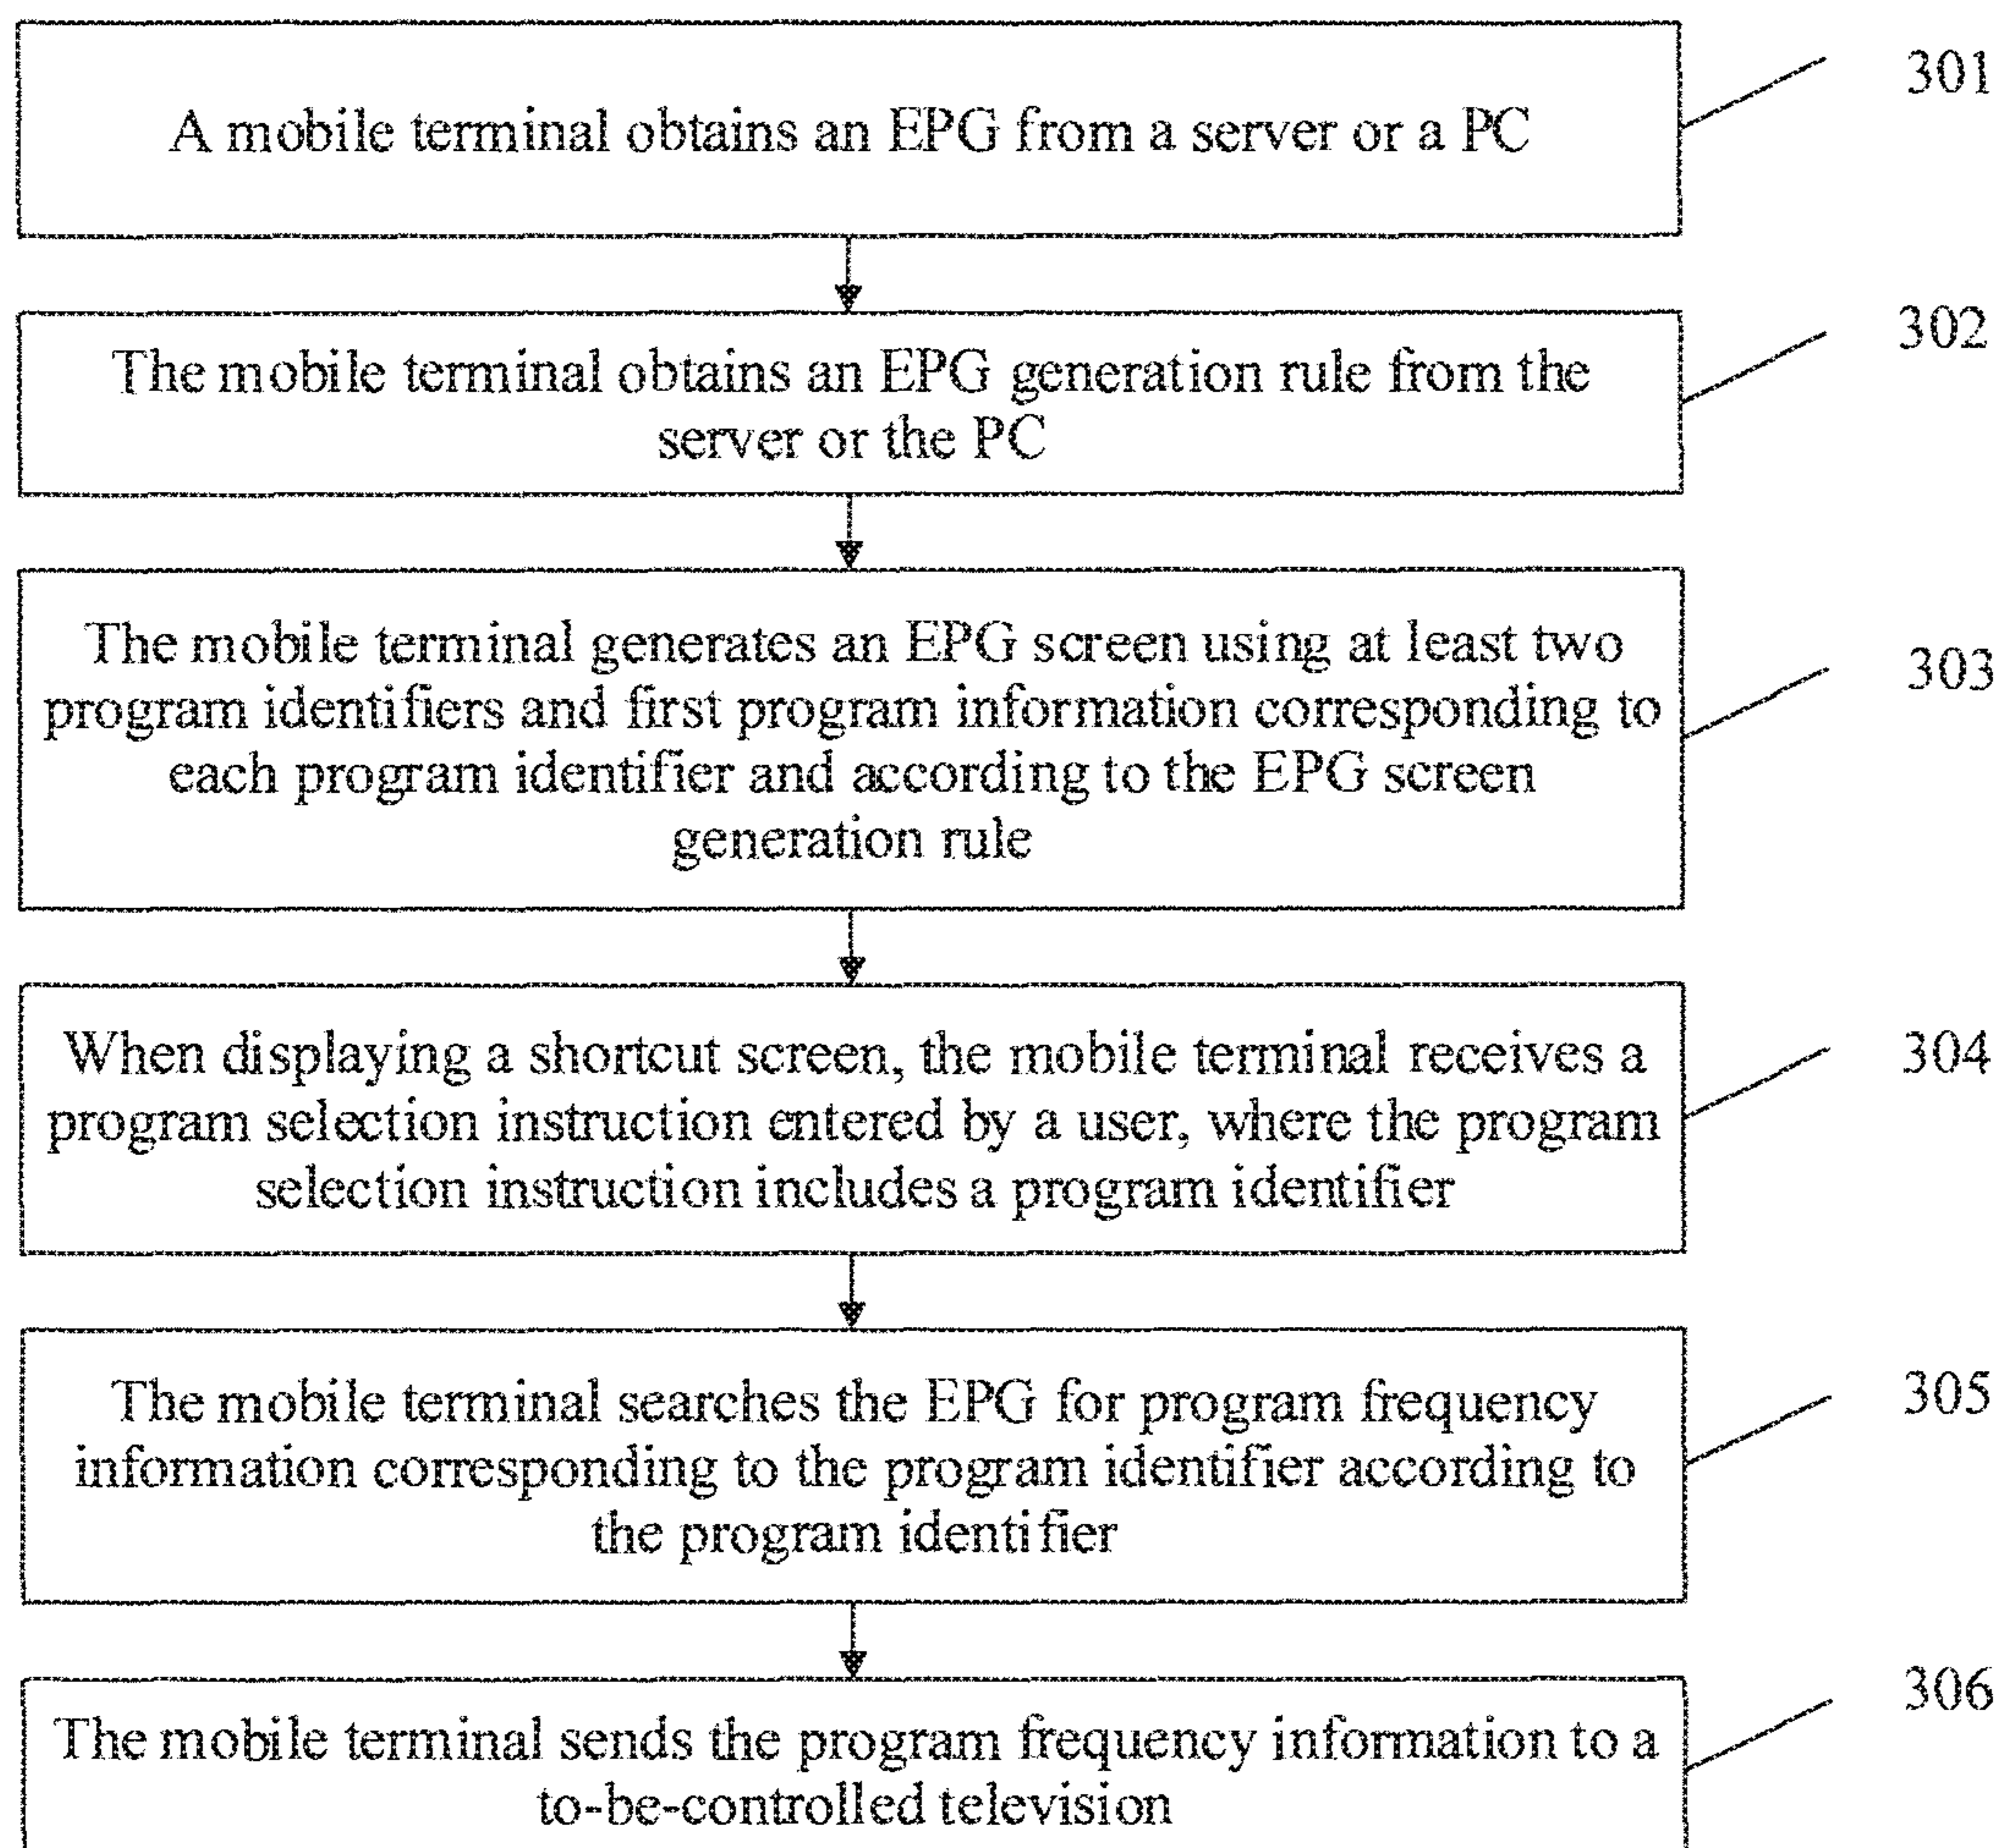 A mobile terminal obtains an EPG from a server or a PC
301
The mobile terminal obtains an EPG generation rule from the
server or the PC
302
The mobile terminal generates an EPG screen using at least two
program identifiers and first program information corresponding to
each program identifier and according to the EPG screen
generation rule
303
When displaying a shortcut screen, the mobile terminal receives a
program selection instruction entered by a user, where the program
selection instruction includes a program identifier
304
The mobile terminal searches the EPG for program frequency
information corresponding to the program identifier according to
the program identifier
305
The mobile terminal sends the program frequency information to a
to-be-controlled television
306